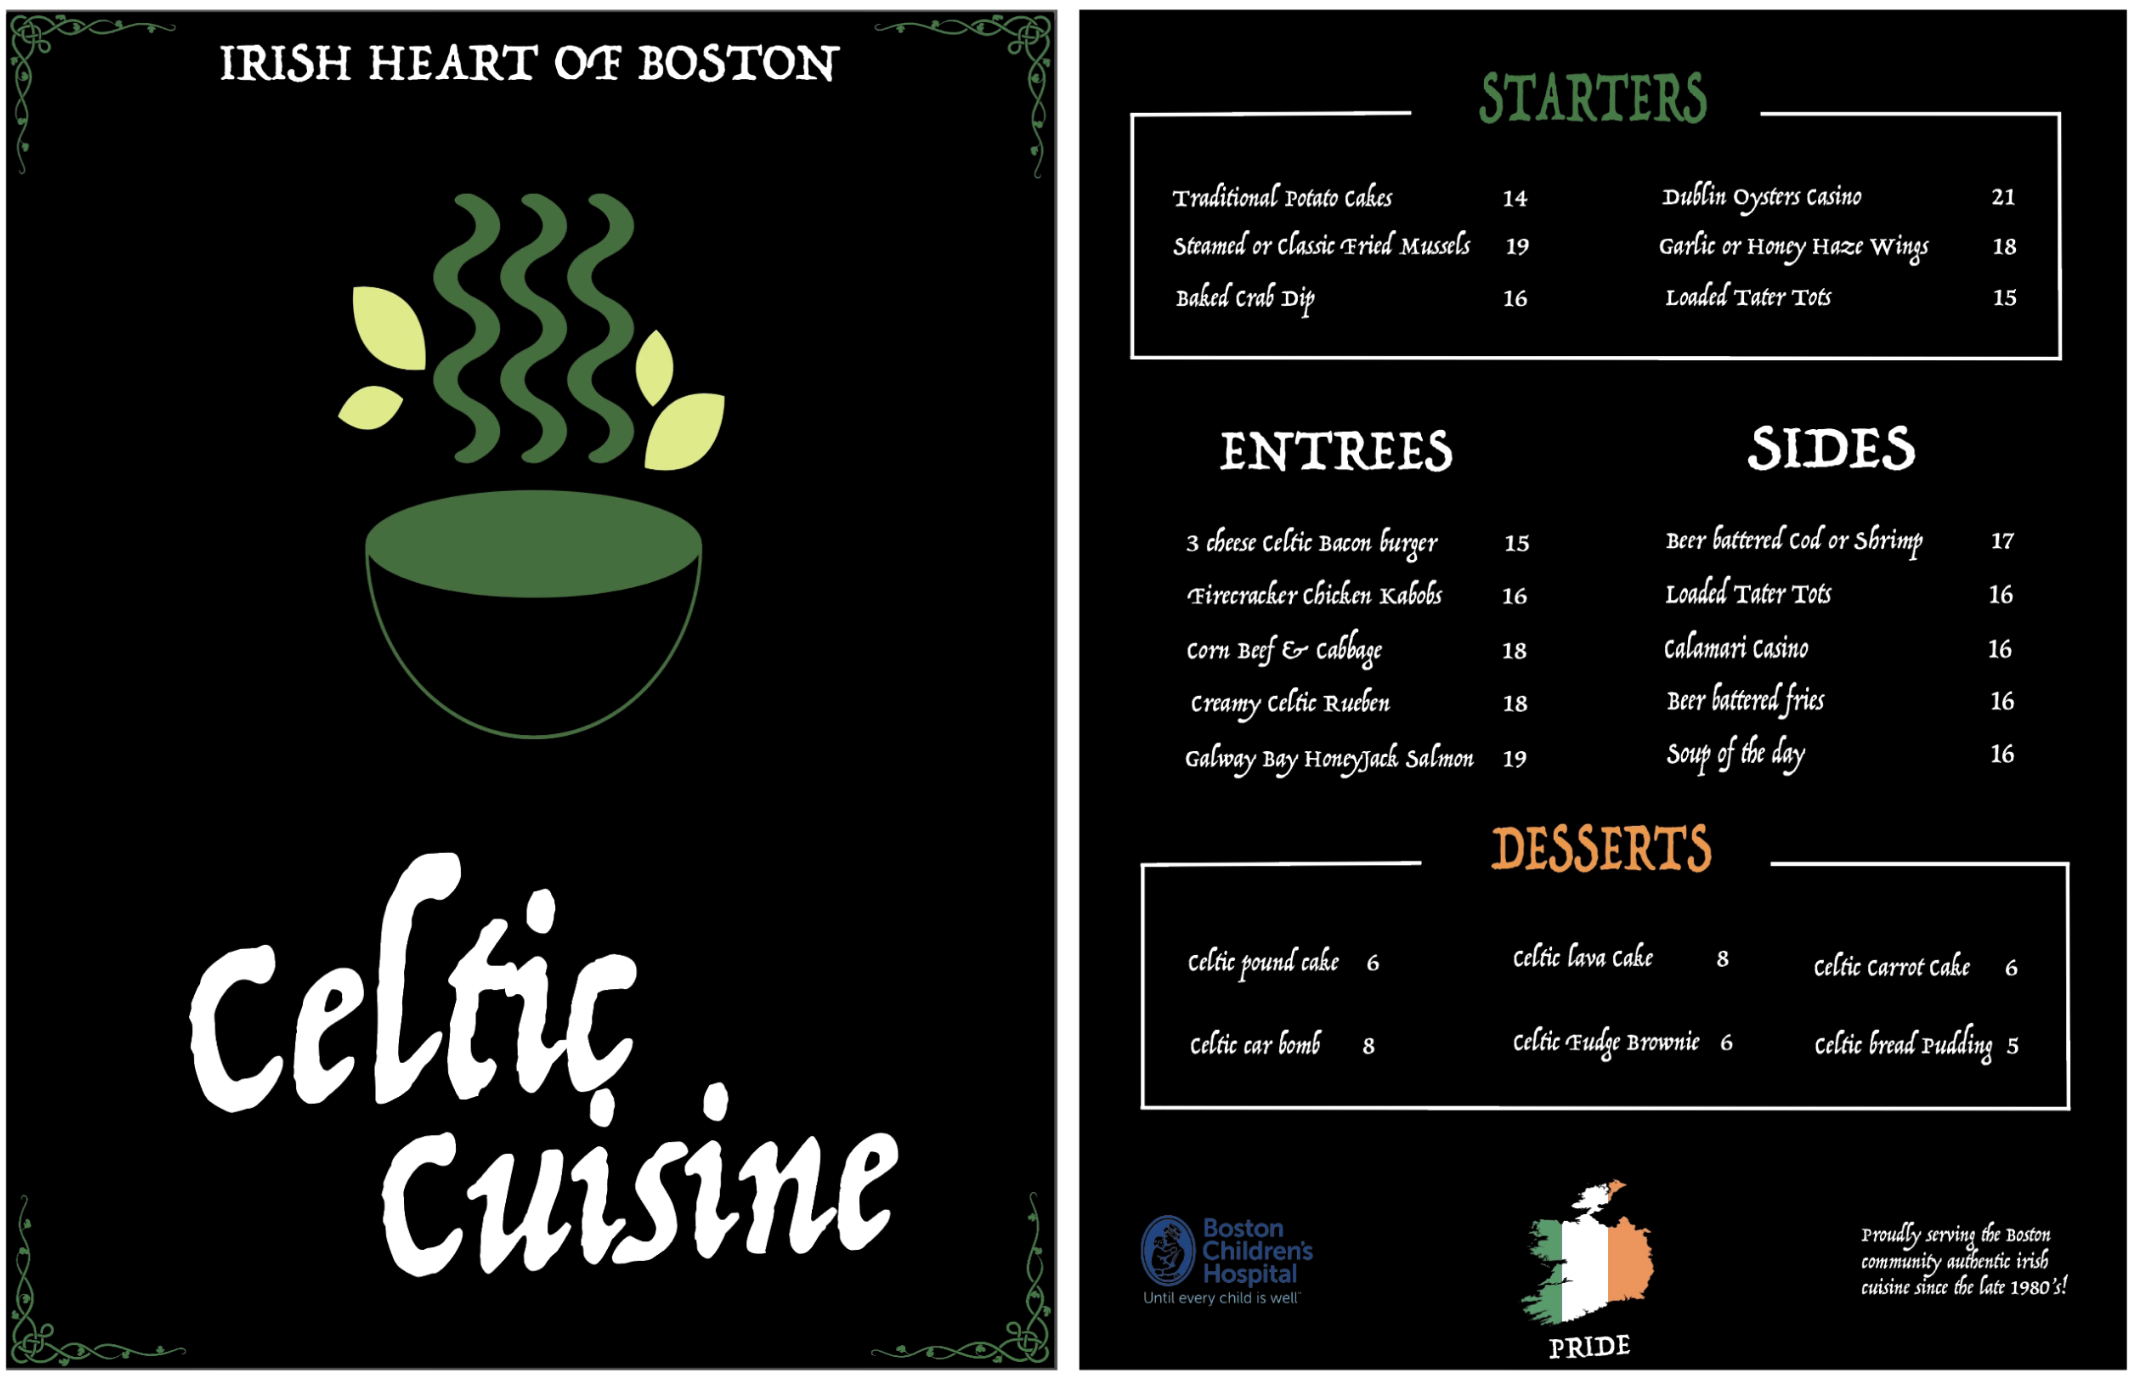 IRISH HEART OF BOSTON
Celtic
Cuisine
STARTERS
Traditional Potato Cakes 14
Steamed or Classic Fried Mussels 19
Baked Crab Dip 16
Dublin Oysters Casino 21
Garlic or Honey Haze Wings 18
Loaded Tater Tots 15
ENTREES
3 cheese Celtic Bacon burger 15
Firecracker Chicken Kabobs 16
Corn Beef & Cabbage 18
Creamy Celtic Rueben 18
Galway Bay HoneyJack Salmon 19
SIDES
Beer battered Cod or Shrimp 17
Loaded Tater Tots 16
Calamari Casino 16
Beer battered fries 16
Soup of the day 16
DESSERTS
Celtic pound cake 6
Celtic lava Cake 8
Celtic Carrot Cake 6
Celtic car bomb 8
Celtic Fudge Brownie 6
Celtic bread Pudding 5
Boston
Children's
Hospital
Until every child is well™
PRIDE
Proudly serving the Boston
community authentic irish
cuisine since the late 1980's!